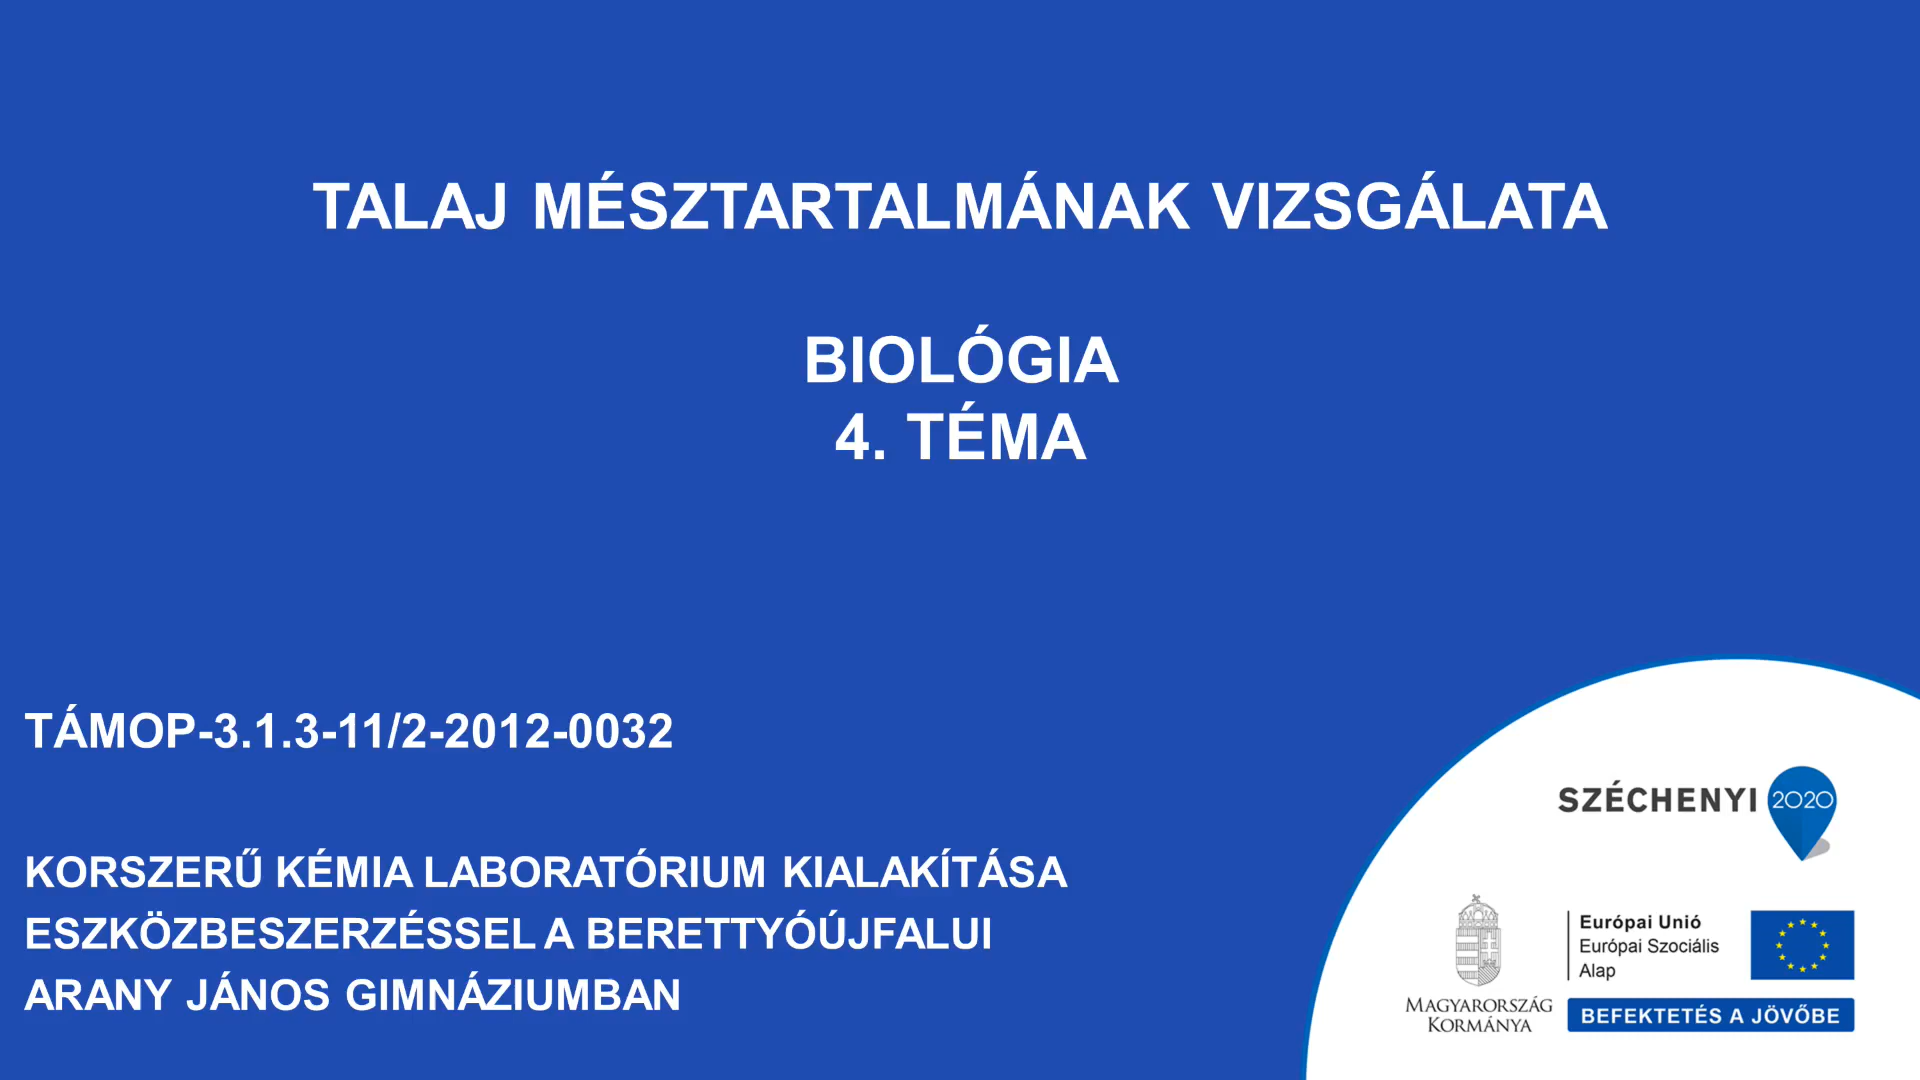 TALAJ MÉSZTARTALMÁNAK VIZSGÁLATA
BIOLÓGIA
4. TÉMA
TÁMOP-3.1.3-11/2-2012-0032
KORSZERŰ KÉMIA LABORATÓRIUM KIALAKÍTÁSA
ESZKÖZBESZERZÉSSEL A BERETTYÓÚJFALUI
ARANY JÁNOS GIMNÁZIUMBAN
SZÉCHENYI 2020
MAGYARORSZÁG
KORMÁNYA
Európai Unió
Európai Szociális
Alap
BEFEKTETÉS A JÖVŐBE